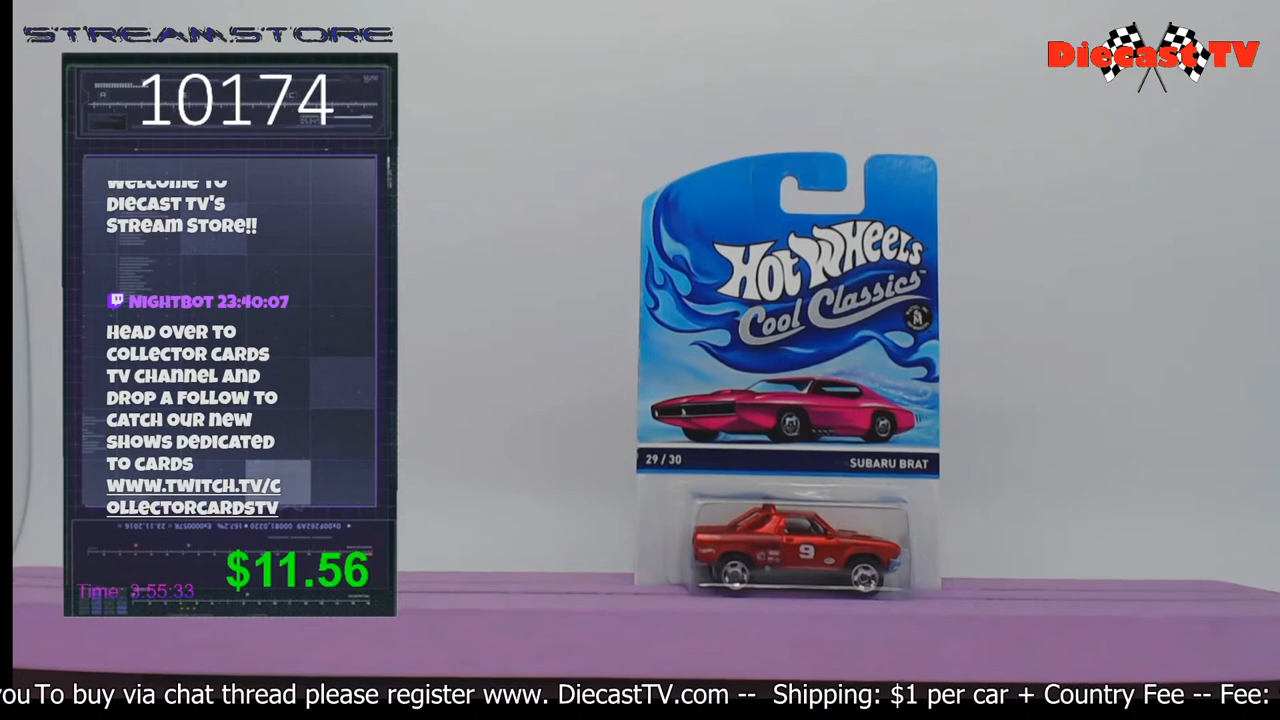 STREAMSTORE
10174
WELCOME TO
DIECAST TV'S
STREAM STORE!!
NIGHTBOT 23:40:07
HEAD OVER TO
COLLECTOR CARDS
TV CHANNEL AND
DROP A FOLLOW TO
CATCH OUR NEW
SHOWS DEDICATED
TO CARDS
WWW.TWITCH.TV/C
OLLECTORCARDSTV
$11.56
Time: 3:55:33
Diecast TV
HOT WHEELS
Cool Classics™
29 / 30
SUBARU BRAT
9
you To buy via chat thread please register www. DiecastTV.com -- Shipping: $1 per car + Country Fee -- Fee: